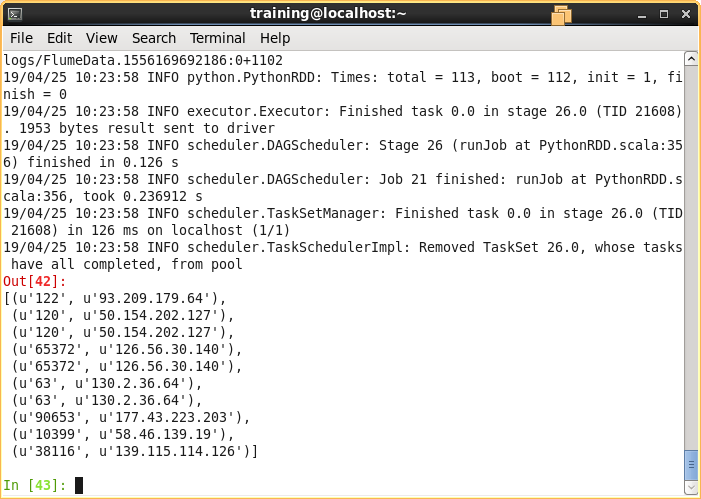 training@localhost:~
File Edit View Search Terminal Help
logs/FlumeData.1556169692186:0+1102
19/04/25 10:23:58 INFO python.PythonRDD: Times: total = 113, boot = 112, init = 1, fi
nish = 0
19/04/25 10:23:58 INFO executor.Executor: Finished task 0.0 in stage 26.0 (TID 21608)
. 1953 bytes result sent to driver
19/04/25 10:23:58 INFO scheduler.DAGScheduler: Stage 26 (runJob at PythonRDD.scala:35
6) finished in 0.126 s
19/04/25 10:23:58 INFO scheduler.DAGScheduler: Job 21 finished: runJob at PythonRDD.s
cala:356, took 0.236912 s
19/04/25 10:23:58 INFO scheduler.TaskSetManager: Finished task 0.0 in stage 26.0 (TID
 21608) in 126 ms on localhost (1/1)
19/04/25 10:23:58 INFO scheduler.TaskSchedulerImpl: Removed TaskSet 26.0, whose tasks
 have all completed, from pool
Out[42]:
[(u'122', u'93.209.179.64'),
 (u'120', u'50.154.202.127'),
 (u'120', u'50.154.202.127'),
 (u'65372', u'126.56.30.140'),
 (u'65372', u'126.56.30.140'),
 (u'63', u'130.2.36.64'),
 (u'63', u'130.2.36.64'),
 (u'90653', u'177.43.223.203'),
 (u'10399', u'58.46.139.19'),
 (u'38116', u'139.115.114.126')]
In [43]: